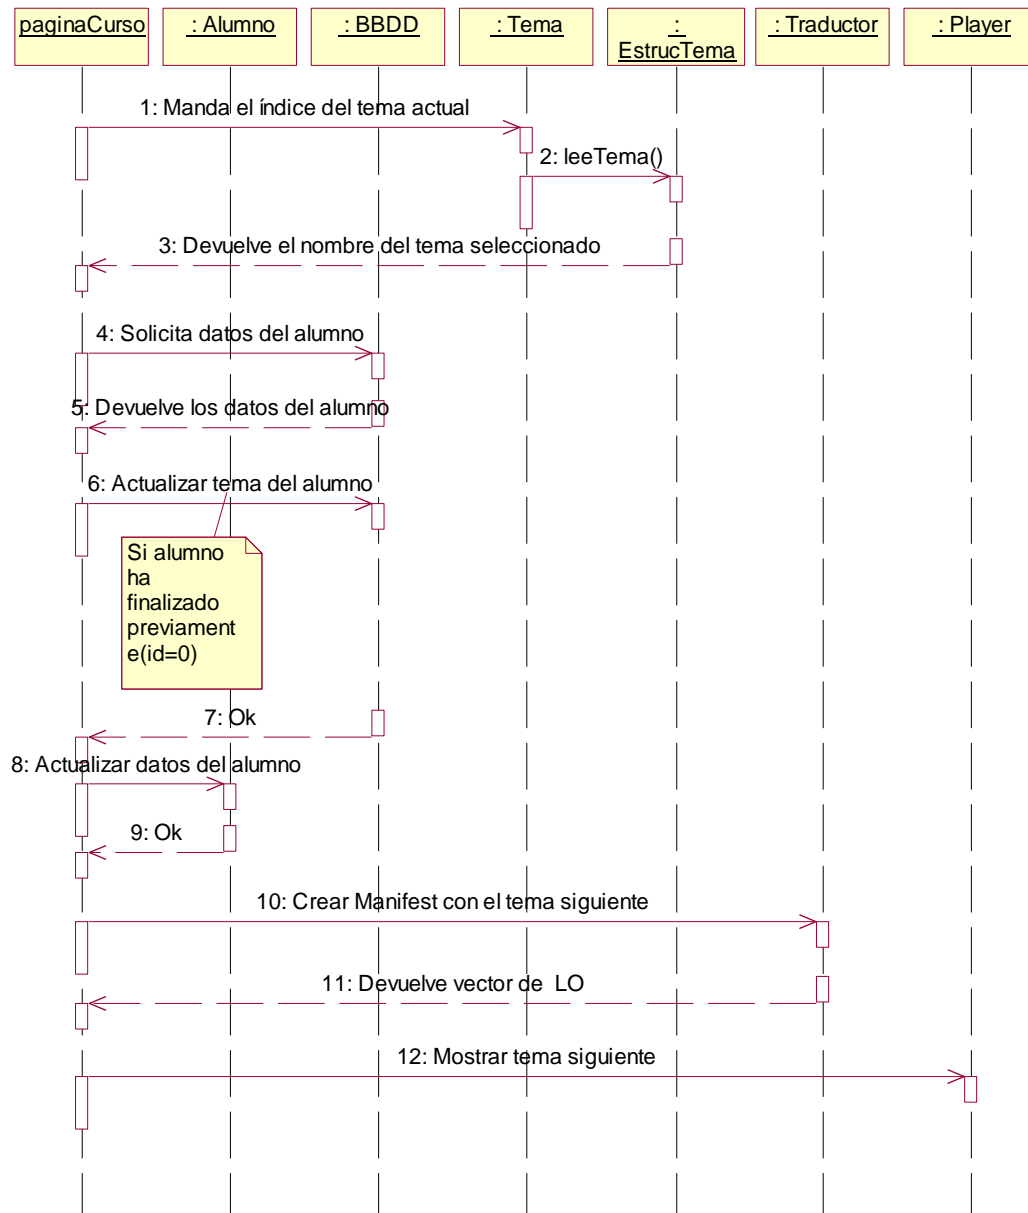 paginaCurso
: Alumno
: BBDD
: Tema
:
EstrucTema
: Traductor
: Player
1: Manda el índice del tema actual
2: leeTema()
3: Devuelve el nombre del tema seleccionado
4: Solicita datos del alumno
5: Devuelve los datos del alumno
6: Actualizar tema del alumno
Si alumno
ha
finalizado
previament
e(id=0)
7: Ok
8: Actualizar datos del alumno
9: Ok
10: Crear Manifest con el tema siguiente
11: Devuelve vector de LO
12: Mostrar tema siguiente